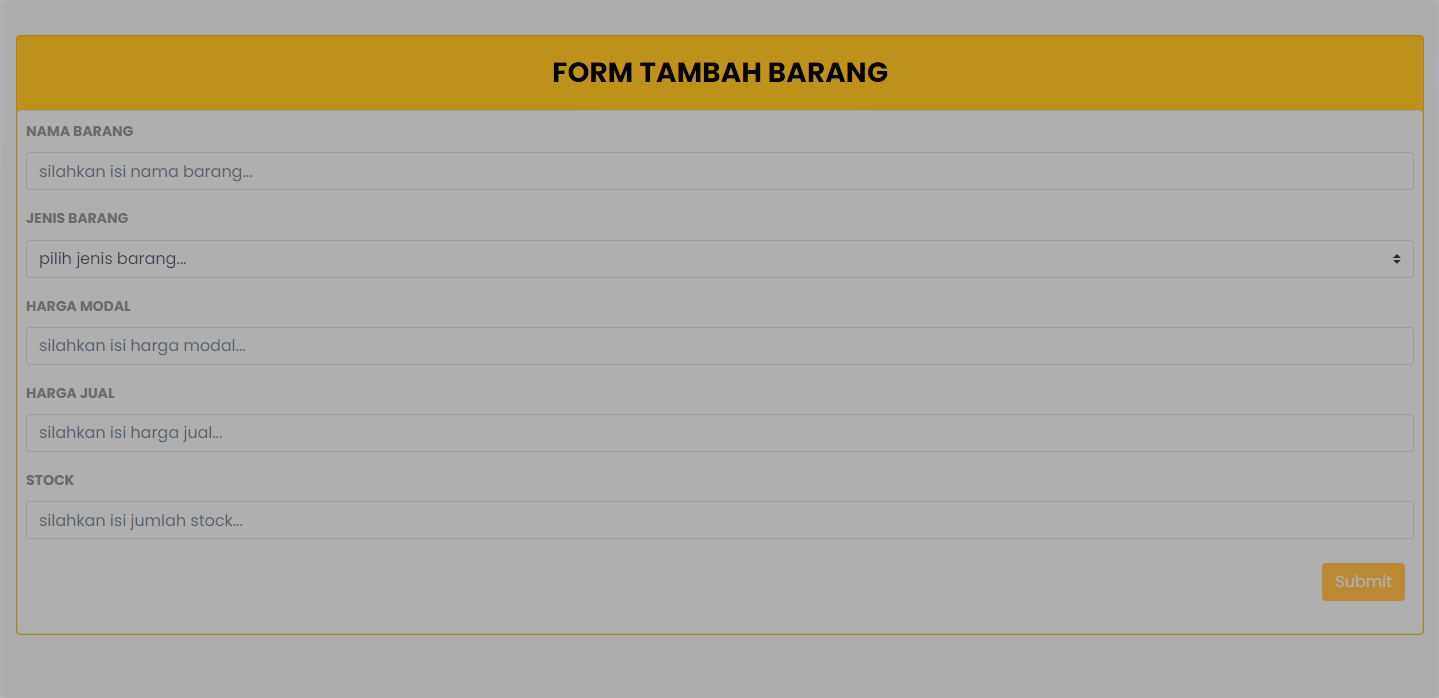 FORM TAMBAH BARANG
NAMA BARANG
silahkan isi nama barang...
JENIS BARANG
pilih jenis barang...
HARGA MODAL
silahkan isi harga modal...
HARGA JUAL
silahkan isi harga jual...
STOCK
silahkan isi jumlah stock...
Submit